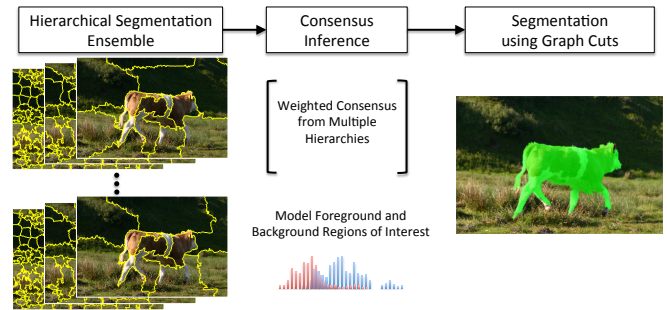 Hierarchical Segmentation
Ensemble
Consensus
Inference
Segmentation
using Graph Cuts
Weighted Consensus
from Multiple
Hierarchies
Model Foreground and
Background Regions of Interest